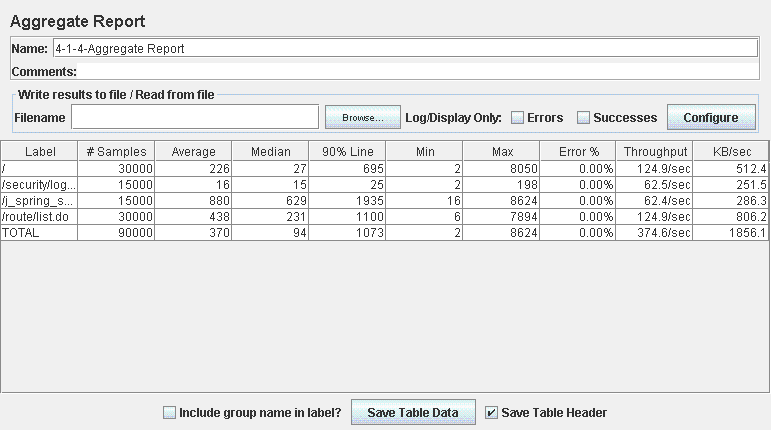 Aggregate Report
Name: 4-1-4-Aggregate Report
Comments:
Write results to file / Read from file
Filename Browse... Log/Display Only: Errors Successes Configure
Label # Samples Average Median 90% Line Min Max Error % Throughput KB/sec
/ 30000 226 27 695 2 8050 0.00% 124.9/sec 512.4
/security/log... 15000 16 15 25 2 198 0.00% 62.5/sec 251.5
/j_spring_s... 15000 880 629 1935 16 8624 0.00% 62.4/sec 286.3
/route/list.do 30000 438 231 1100 6 7894 0.00% 124.9/sec 806.2
TOTAL 90000 370 94 1073 2 8624 0.00% 374.6/sec 1856.1
Include group name in label? Save Table Data Save Table Header